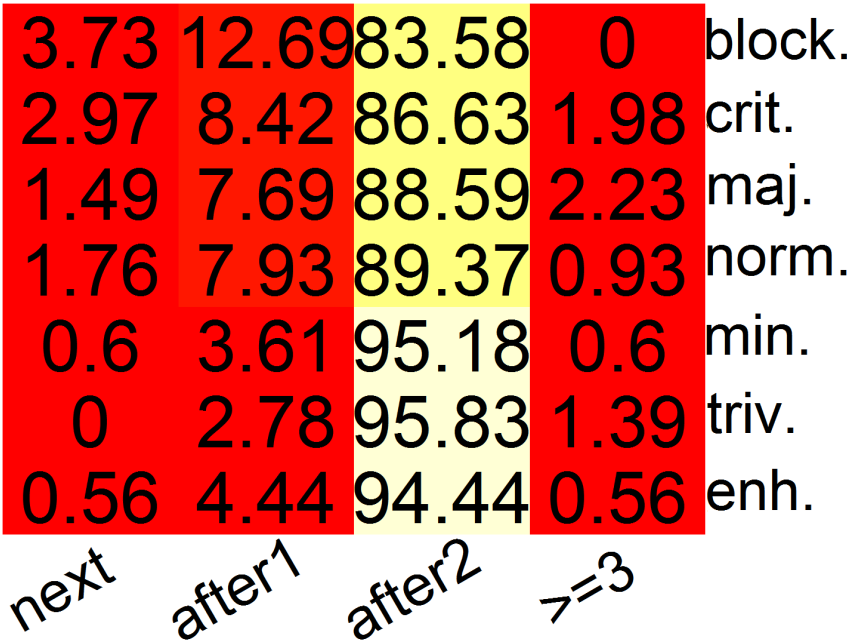 3.73 12.69 83.58 0 block.
2.97 8.42 86.63 1.98 crit.
1.49 7.69 88.59 2.23 maj.
1.76 7.93 89.37 0.93 norm.
0.6 3.61 95.18 0.6 min.
0 2.78 95.83 1.39 triv.
0.56 4.44 94.44 0.56 enh.
next after1 after2 >=3